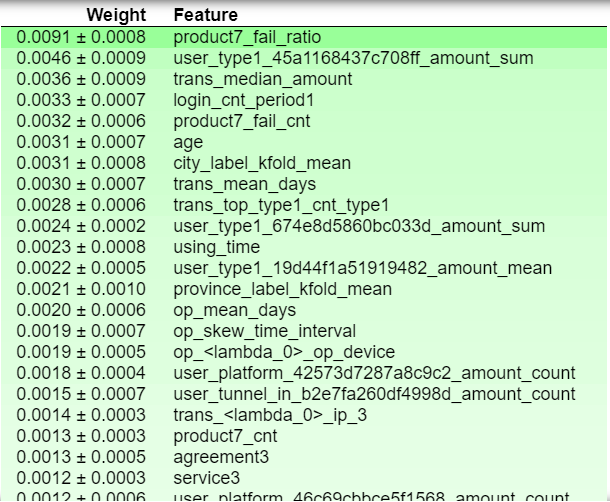 Weight Feature
0.0091 ± 0.0008 product7_fail_ratio
0.0046 ± 0.0009 user_type1_45a1168437c708ff_amount_sum
0.0036 ± 0.0009 trans_median_amount
0.0033 ± 0.0007 login_cnt_period1
0.0032 ± 0.0006 product7_fail_cnt
0.0031 ± 0.0007 age
0.0031 ± 0.0008 city_label_kfold_mean
0.0030 ± 0.0007 trans_mean_days
0.0028 ± 0.0006 trans_top_type1_cnt_type1
0.0024 ± 0.0002 user_type1_674e8d5860bc033d_amount_sum
0.0023 ± 0.0008 using_time
0.0022 ± 0.0005 user_type1_19d44f1a51919482_amount_mean
0.0021 ± 0.0010 province_label_kfold_mean
0.0020 ± 0.0006 op_mean_days
0.0019 ± 0.0007 op_skew_time_interval
0.0019 ± 0.0005 op_<lambda_0>_op_device
0.0018 ± 0.0004 user_platform_42573d7287a8c9c2_amount_count
0.0015 ± 0.0007 user_tunnel_in_b2e7fa260df4998d_amount_count
0.0014 ± 0.0003 trans_<lambda_0>_ip_3
0.0013 ± 0.0003 product7_cnt
0.0013 ± 0.0005 agreement3
0.0012 ± 0.0003 service3
0.0012 ± 0.0006 user_platform_46c69cbbce5f1568_amount_count